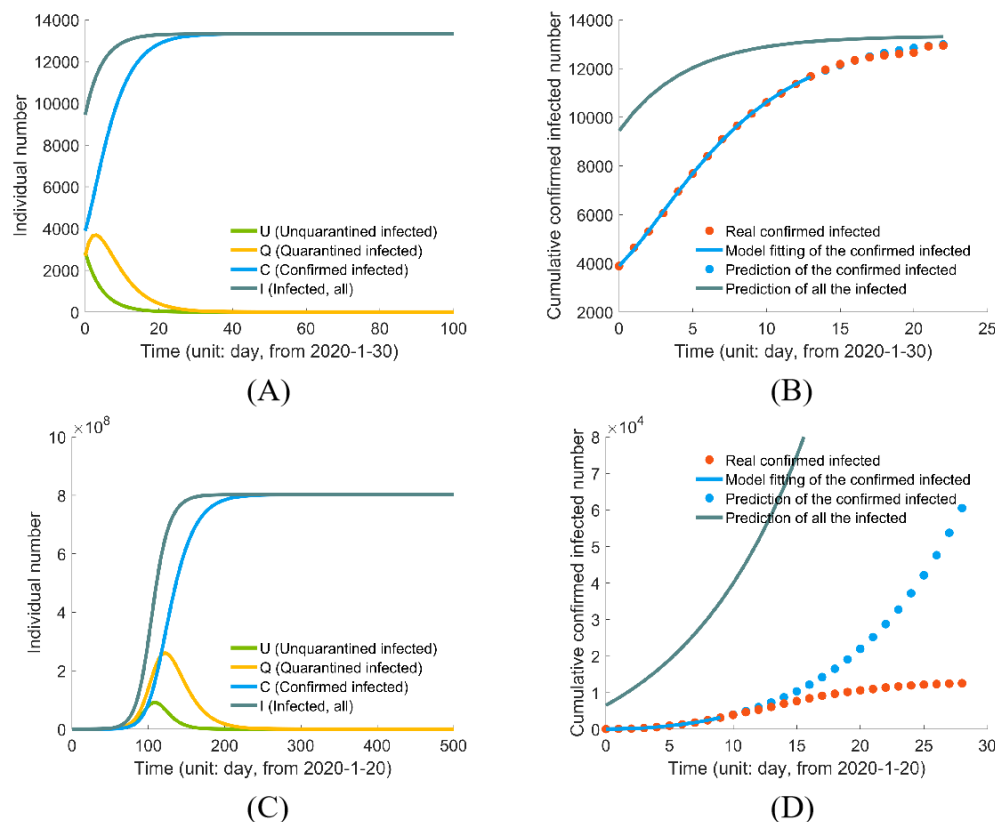 14000
12000
10000
8000
6000
4000
2000
0
Individual number
U (Unquarantined infected)
Q (Quarantined infected)
C (Confirmed infected)
I (Infected, all)
0 20 40 60 80 100
Time (unit: day, from 2020-1-30)
(A)
14000
12000
10000
8000
6000
4000
2000
Cumulative confirmed infected number
Real confirmed infected
Model fitting of the confirmed infected
Prediction of the confirmed infected
Prediction of all the infected
0 5 10 15 20 25
Time (unit: day, from 2020-1-30)
(B)
×10^8
10
8
6
4
2
0
Individual number
U (Unquarantined infected)
Q (Quarantined infected)
C (Confirmed infected)
I (Infected, all)
0 100 200 300 400 500
Time (unit: day, from 2020-1-20)
(C)
×10^4
8
7
6
5
4
3
2
1
0
Cumulative confirmed infected number
Real confirmed infected
Model fitting of the confirmed infected
Prediction of the confirmed infected
Prediction of all the infected
0 5 10 15 20 25 30
Time (unit: day, from 2020-1-20)
(D)